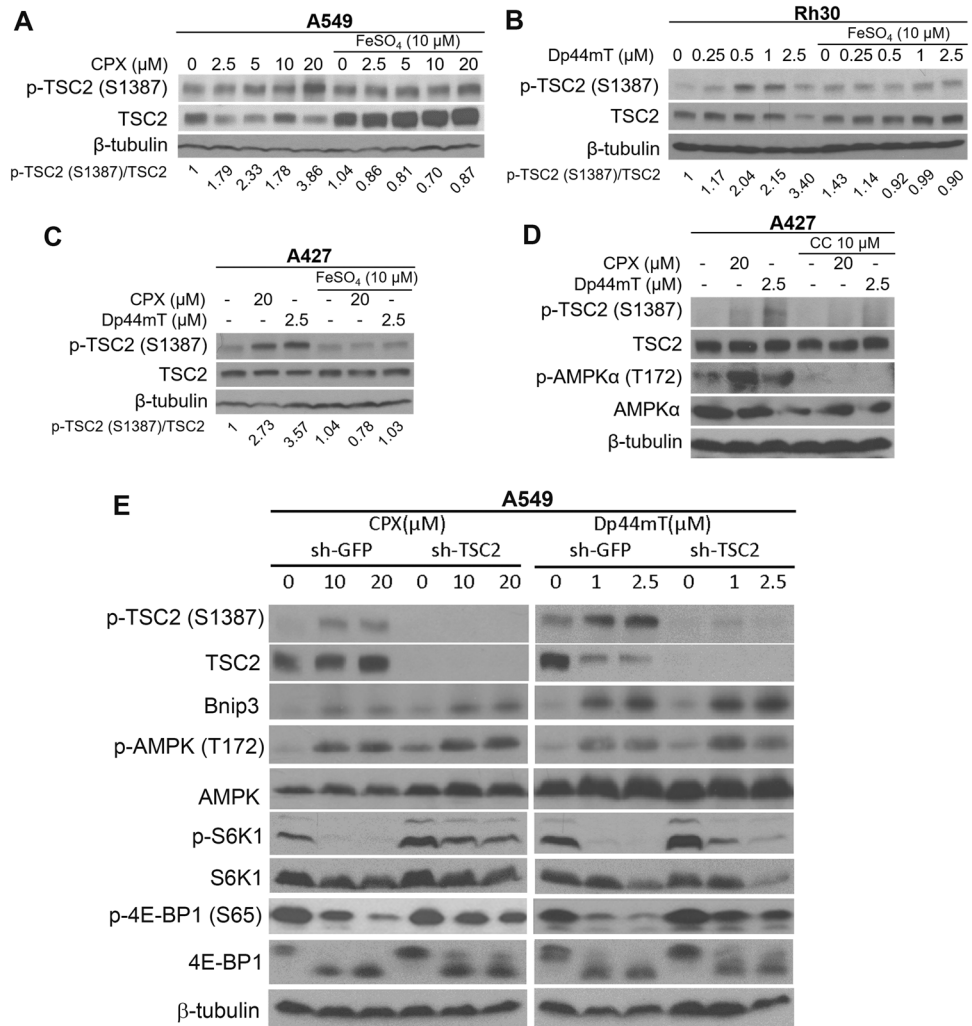 A
A549
FeSO4 (10 µM)
CPX (µM) 0 2.5 5 10 20 0 2.5 5 10 20
p-TSC2 (S1387)
TSC2
β-tubulin
p-TSC2 (S1387)/TSC2 1 1.79 2.33 1.78 3.86 1.04 0.86 0.81 0.70 0.87
B
Rh30
FeSO4 (10 µM)
Dp44mT (µM) 0 0.25 0.5 1 2.5 0 0.25 0.5 1 2.5
p-TSC2 (S1387)
TSC2
β-tubulin
p-TSC2 (S1387)/TSC2 1 1.17 2.04 2.15 3.40 1.43 1.14 0.92 0.99 0.90
C
A427
FeSO4 (10 µM)
CPX (µM) - 20 - - 20 -
Dp44mT (µM) - - 2.5 - - 2.5
p-TSC2 (S1387)
TSC2
β-tubulin
p-TSC2 (S1387)/TSC2 1 2.73 3.57 1.04 0.78 1.03
D
A427
CC 10 µM
CPX (µM) - 20 - - 20 -
Dp44mT (µM) - - 2.5 - - 2.5
p-TSC2 (S1387)
TSC2
p-AMPKα (T172)
AMPKα
β-tubulin
E
A549
CPX(µM) Dp44mT(µM)
sh-GFP sh-TSC2 sh-GFP sh-TSC2
0 10 20 0 10 20 0 1 2.5 0 1 2.5
p-TSC2 (S1387)
TSC2
Bnip3
p-AMPK (T172)
AMPK
p-S6K1
S6K1
p-4E-BP1 (S65)
4E-BP1
β-tubulin